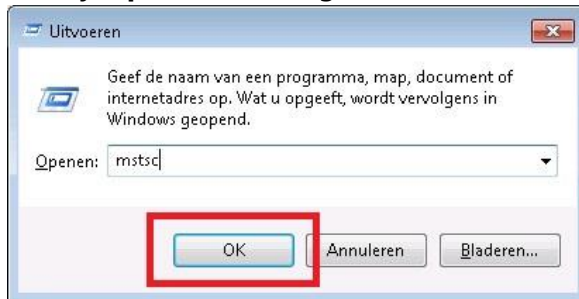 Uitvoeren
Geef de naam van een programma, map, document of
internetadres op. Wat u opgeeft, wordt vervolgens in
Windows geopend.
Openen: mstsc
OK Annuleren Bladeren...